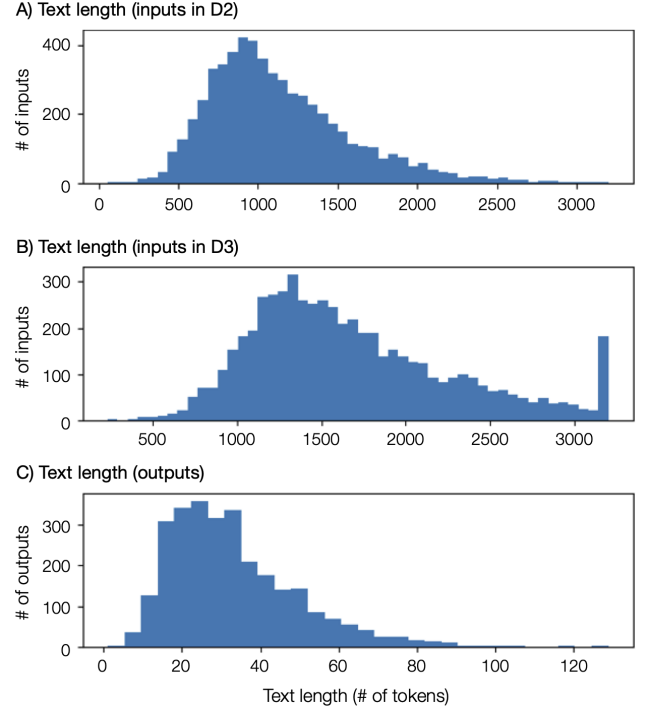 A) Text length (inputs in D2)
# of inputs
400
200
0
0 500 1000 1500 2000 2500 3000
B) Text length (inputs in D3)
# of inputs
300
200
100
0
500 1000 1500 2000 2500 3000
C) Text length (outputs)
# of outputs
300
200
100
0
0 20 40 60 80 100 120
Text length (# of tokens)